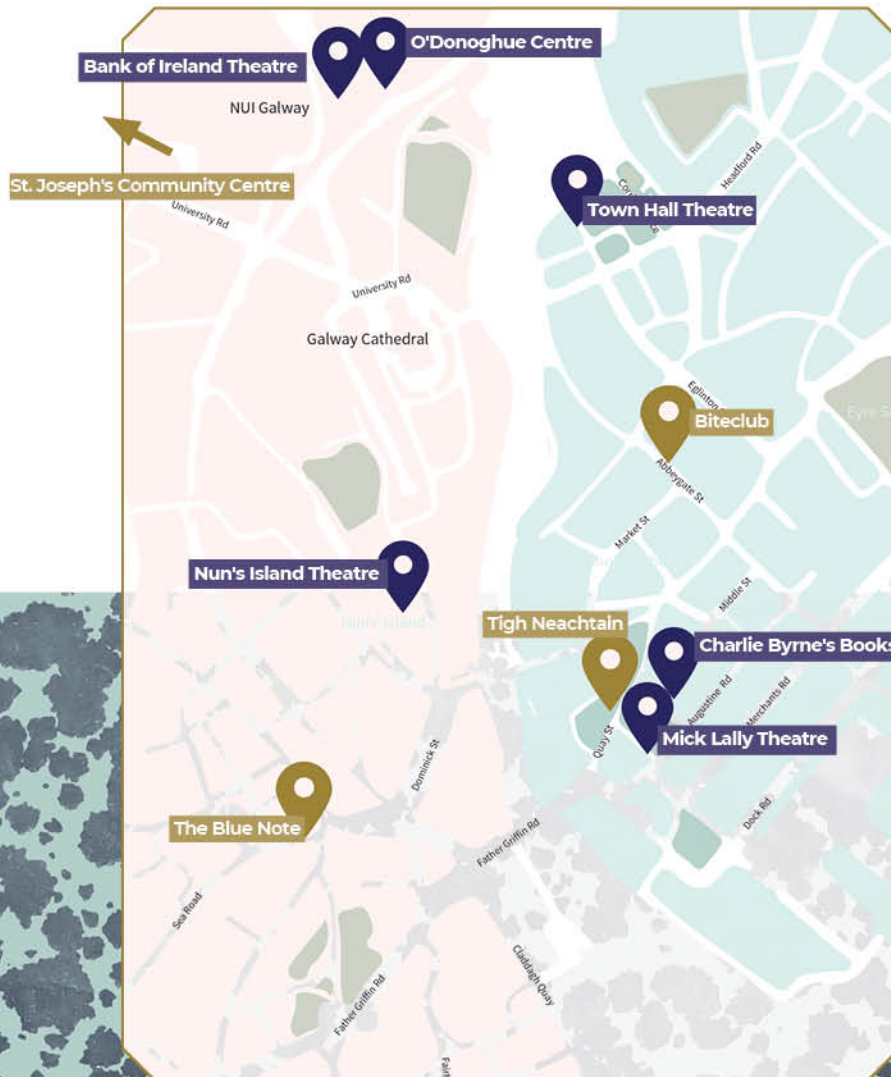 O'Donoghue Centre
Bank of Ireland Theatre
NUI Galway
Headford Rd
St. Joseph's Community Centre
University Rd
Town Hall Theatre
University Rd
Galway Cathedral
Eglinton
Eyre S
Biteclub
Abbeygate St
Market St
Nun's Island Theatre
Middle St
Tigh Neachtain
Charlie Byrne's Books
Augustine Rd
Merchants Rd
Quay St
Mick Lally Theatre
Dominick St
The Blue Note
Dock Rd
Father Griffin Rd
Sea Road
Claddagh Quay
Father Griffin Rd